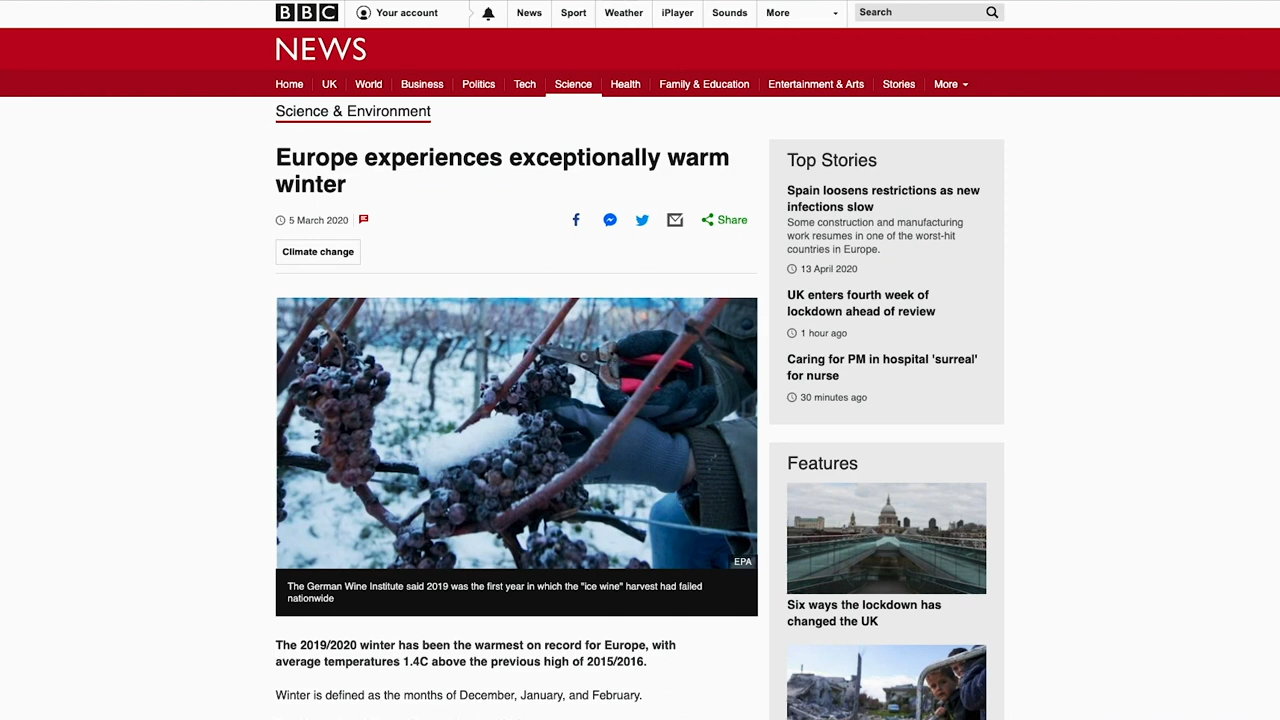 BBC
Your account
News
Sport
Weather
iPlayer
Sounds
More
Search
NEWS
Home
UK
World
Business
Politics
Tech
Science
Health
Family & Education
Entertainment & Arts
Stories
More
Science & Environment
Europe experiences exceptionally warm
winter
5 March 2020
Share
Climate change
EPA
The German Wine Institute said 2019 was the first year in which the "ice wine" harvest had failed
nationwide
The 2019/2020 winter has been the warmest on record for Europe, with
average temperatures 1.4C above the previous high of 2015/2016.
Winter is defined as the months of December, January, and February.
Top Stories
Spain loosens restrictions as new
infections slow
Some construction and manufacturing
work resumes in one of the worst-hit
countries in Europe.
13 April 2020
UK enters fourth week of
lockdown ahead of review
1 hour ago
Caring for PM in hospital 'surreal'
for nurse
30 minutes ago
Features
Six ways the lockdown has
changed the UK